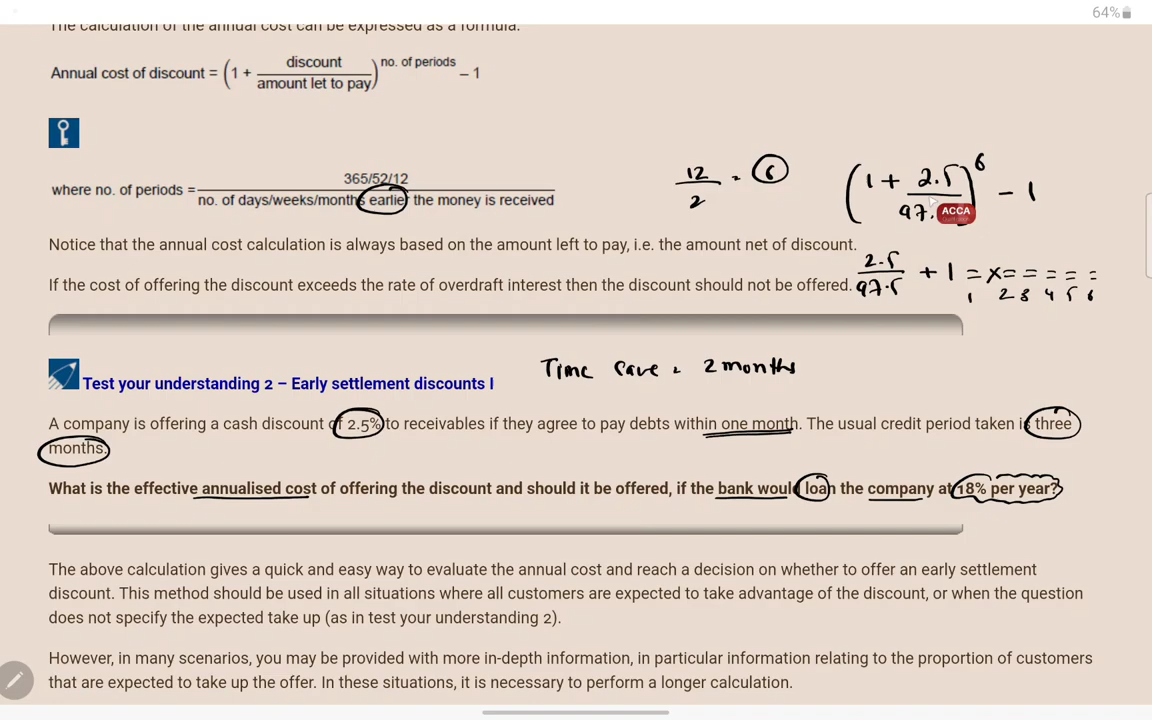 64%
The calculation of the annual cost can be expressed as a formula:
Annual cost of discount = (1 + discount / amount let to pay) no. of periods – 1
where no. of periods = 365/52/12 / no. of days/weeks/months earlier the money is received
12 / 2 = 6
(1 + 2.5 / 97. )6 – 1
ACCA
Notice that the annual cost calculation is always based on the amount left to pay, i.e. the amount net of discount.
2.5 / 97.5 + 1 = x = = = = = =
1 2 3 4 5 6
If the cost of offering the discount exceeds the rate of overdraft interest then the discount should not be offered.
Time save = 2 months
Test your understanding 2 – Early settlement discounts I
A company is offering a cash discount of 2.5% to receivables if they agree to pay debts within one month. The usual credit period taken is three
months.
What is the effective annualised cost of offering the discount and should it be offered, if the bank would loan the company at 18% per year?
The above calculation gives a quick and easy way to evaluate the annual cost and reach a decision on whether to offer an early settlement
discount. This method should be used in all situations where all customers are expected to take advantage of the discount, or when the question
does not specify the expected take up (as in test your understanding 2).
However, in many scenarios, you may be provided with more in-depth information, in particular information relating to the proportion of customers
that are expected to take up the offer. In these situations, it is necessary to perform a longer calculation.